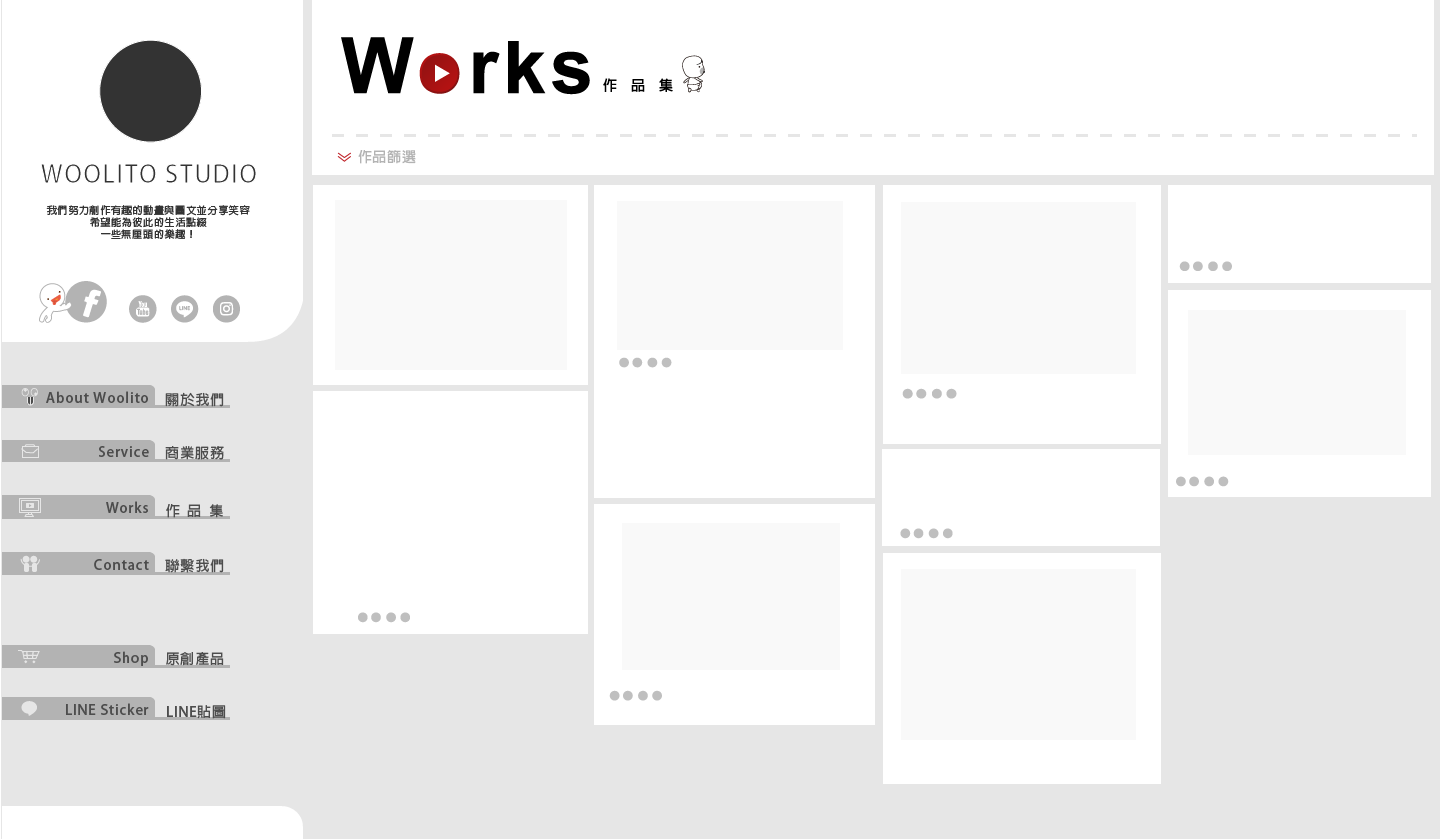 WOOLITO STUDIO
我們努力創作有趣的動畫與圖文並分享笑容
希望能為彼此的生活點綴
一些無厘頭的樂趣！
f
You
Tube
LINE
About Woolito 關於我們
Service 商業服務
Works 作品集
Contact 聯繫我們
Shop 原創產品
LINE Sticker LINE貼圖
Works 作品集
作品篩選